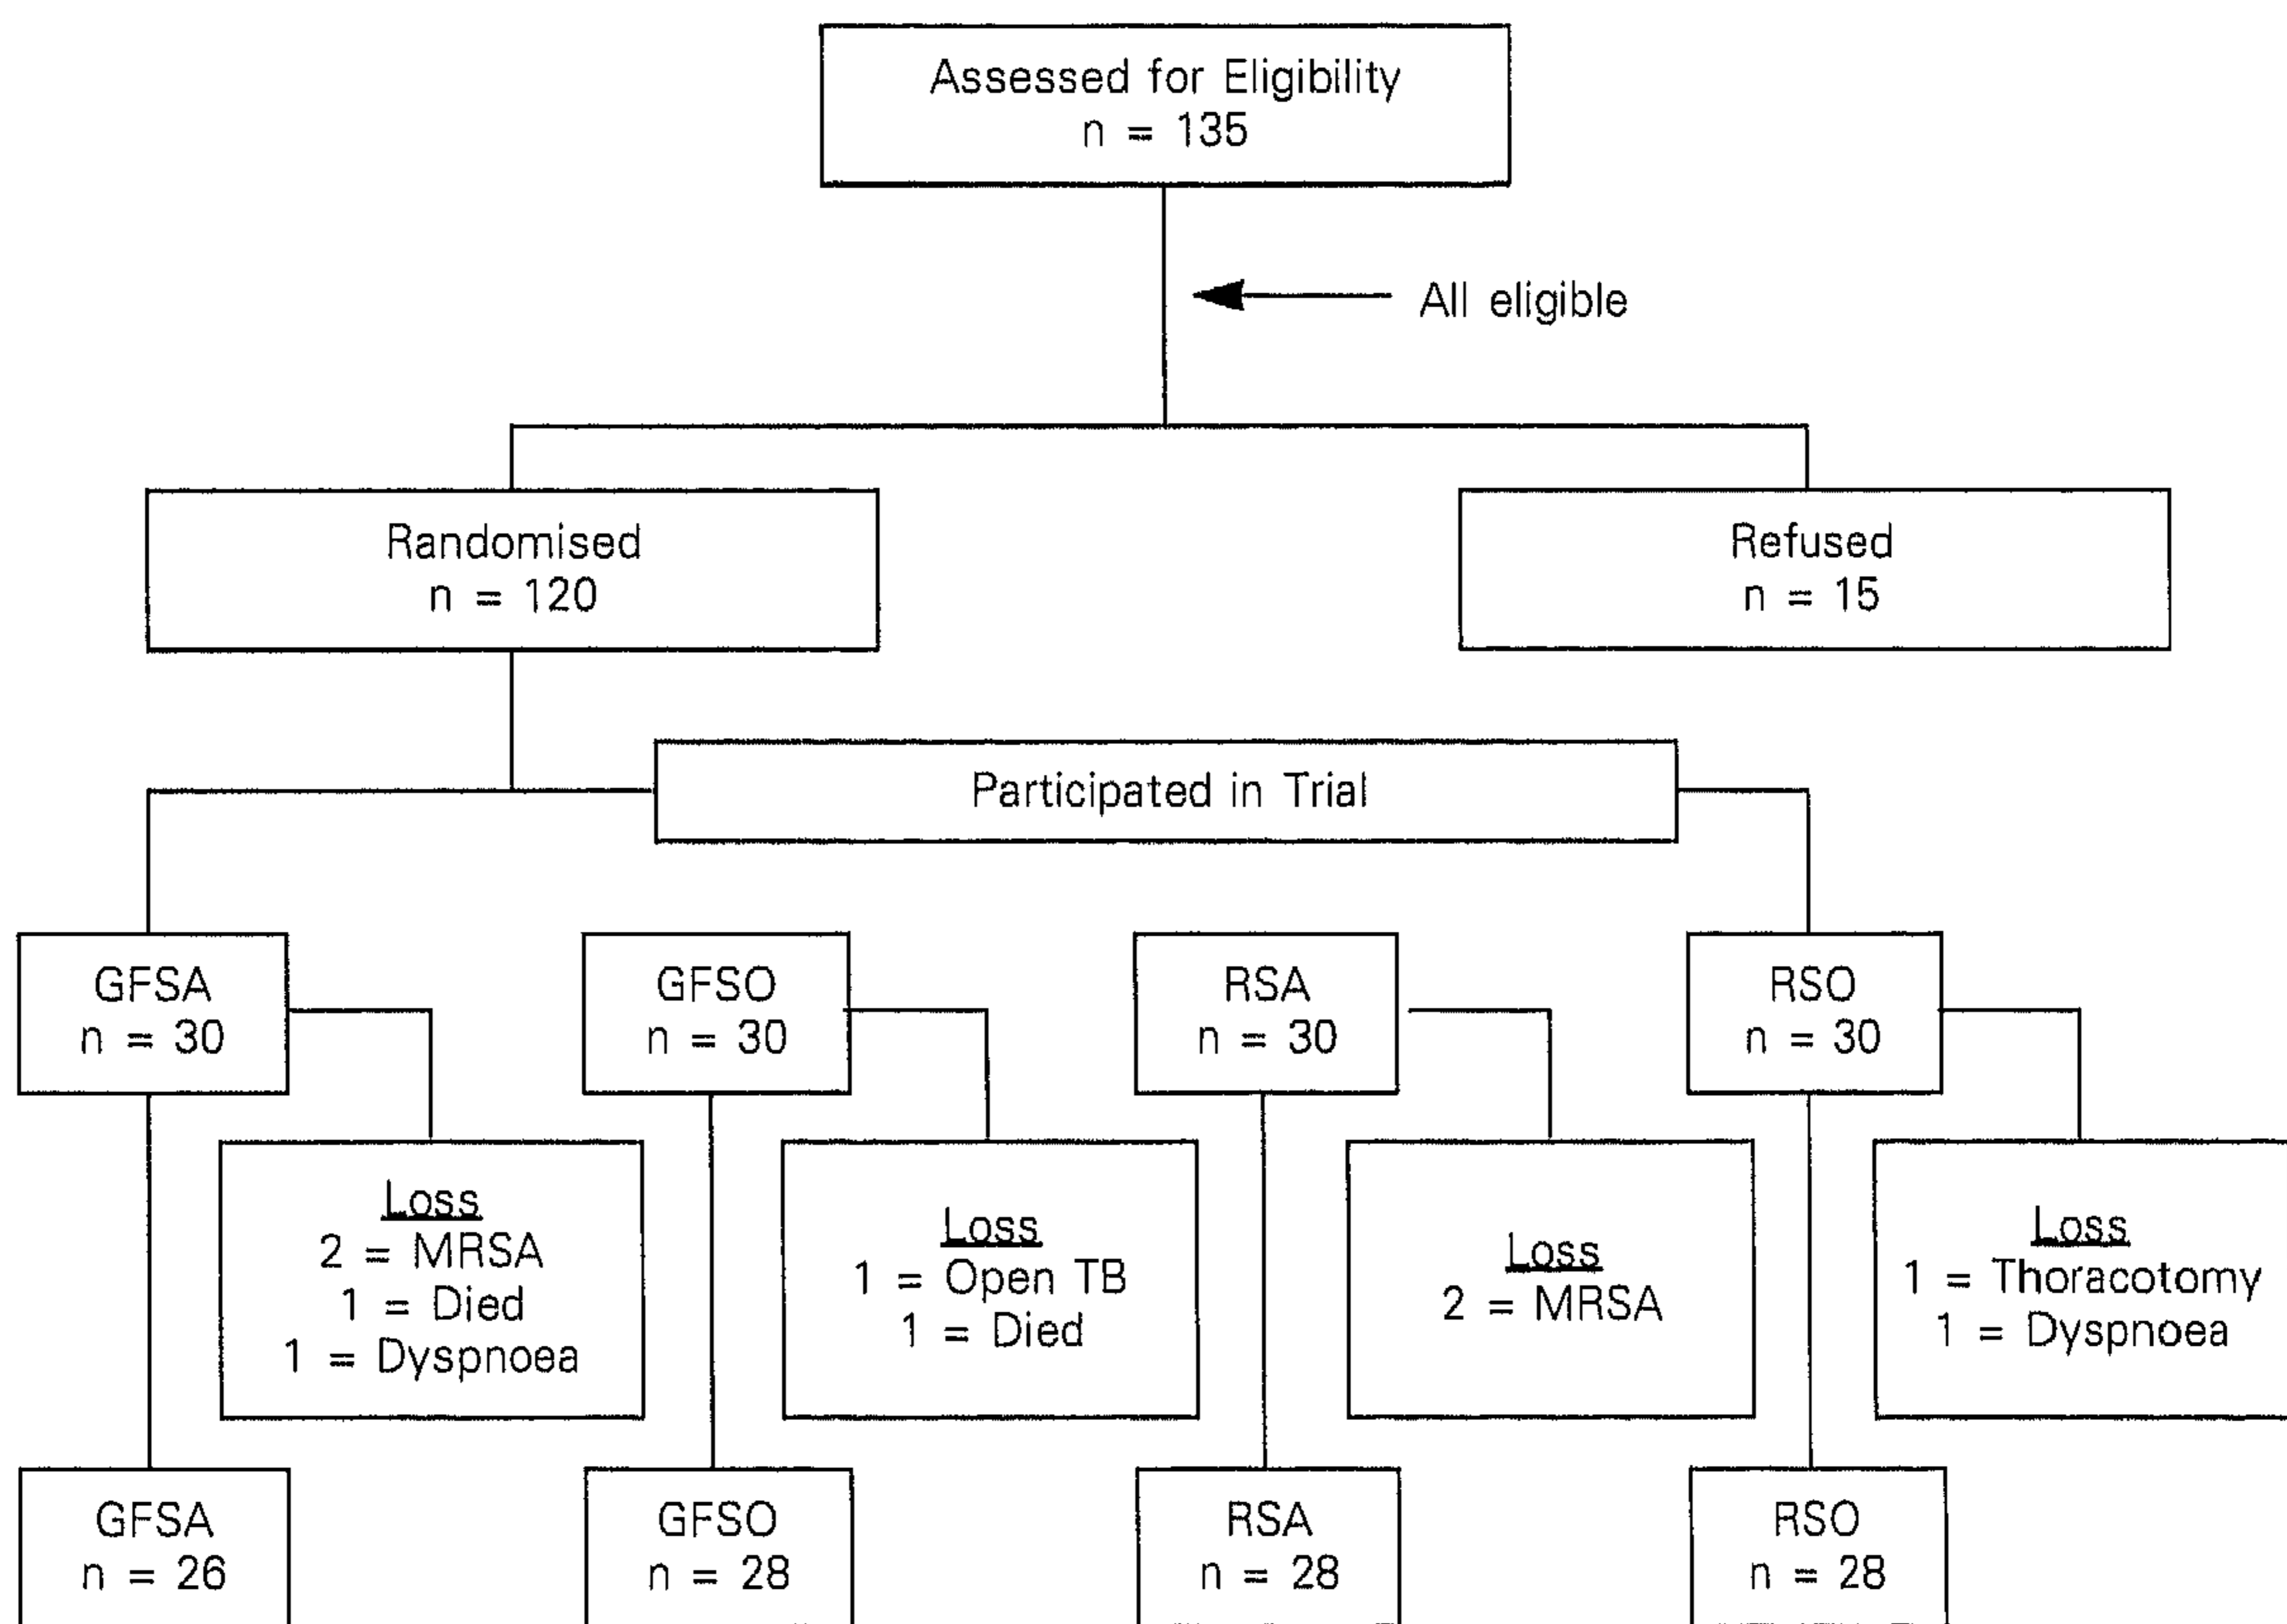 Assessed for Eligibility
n = 135
All eligible
Randomised
n = 120
Refused
n = 15
Participated in Trial
GFSA
n = 30
GFSO
n = 30
RSA
n = 30
RSO
n = 30
Loss
2 = MRSA
1 = Died
1 = Dyspnoea
Loss
1 = Open TB
1 = Died
Loss
2 = MRSA
Loss
1 = Thoracotomy
1 = Dyspnoea
GFSA
n = 26
GFSO
n = 28
RSA
n = 28
RSO
n = 28